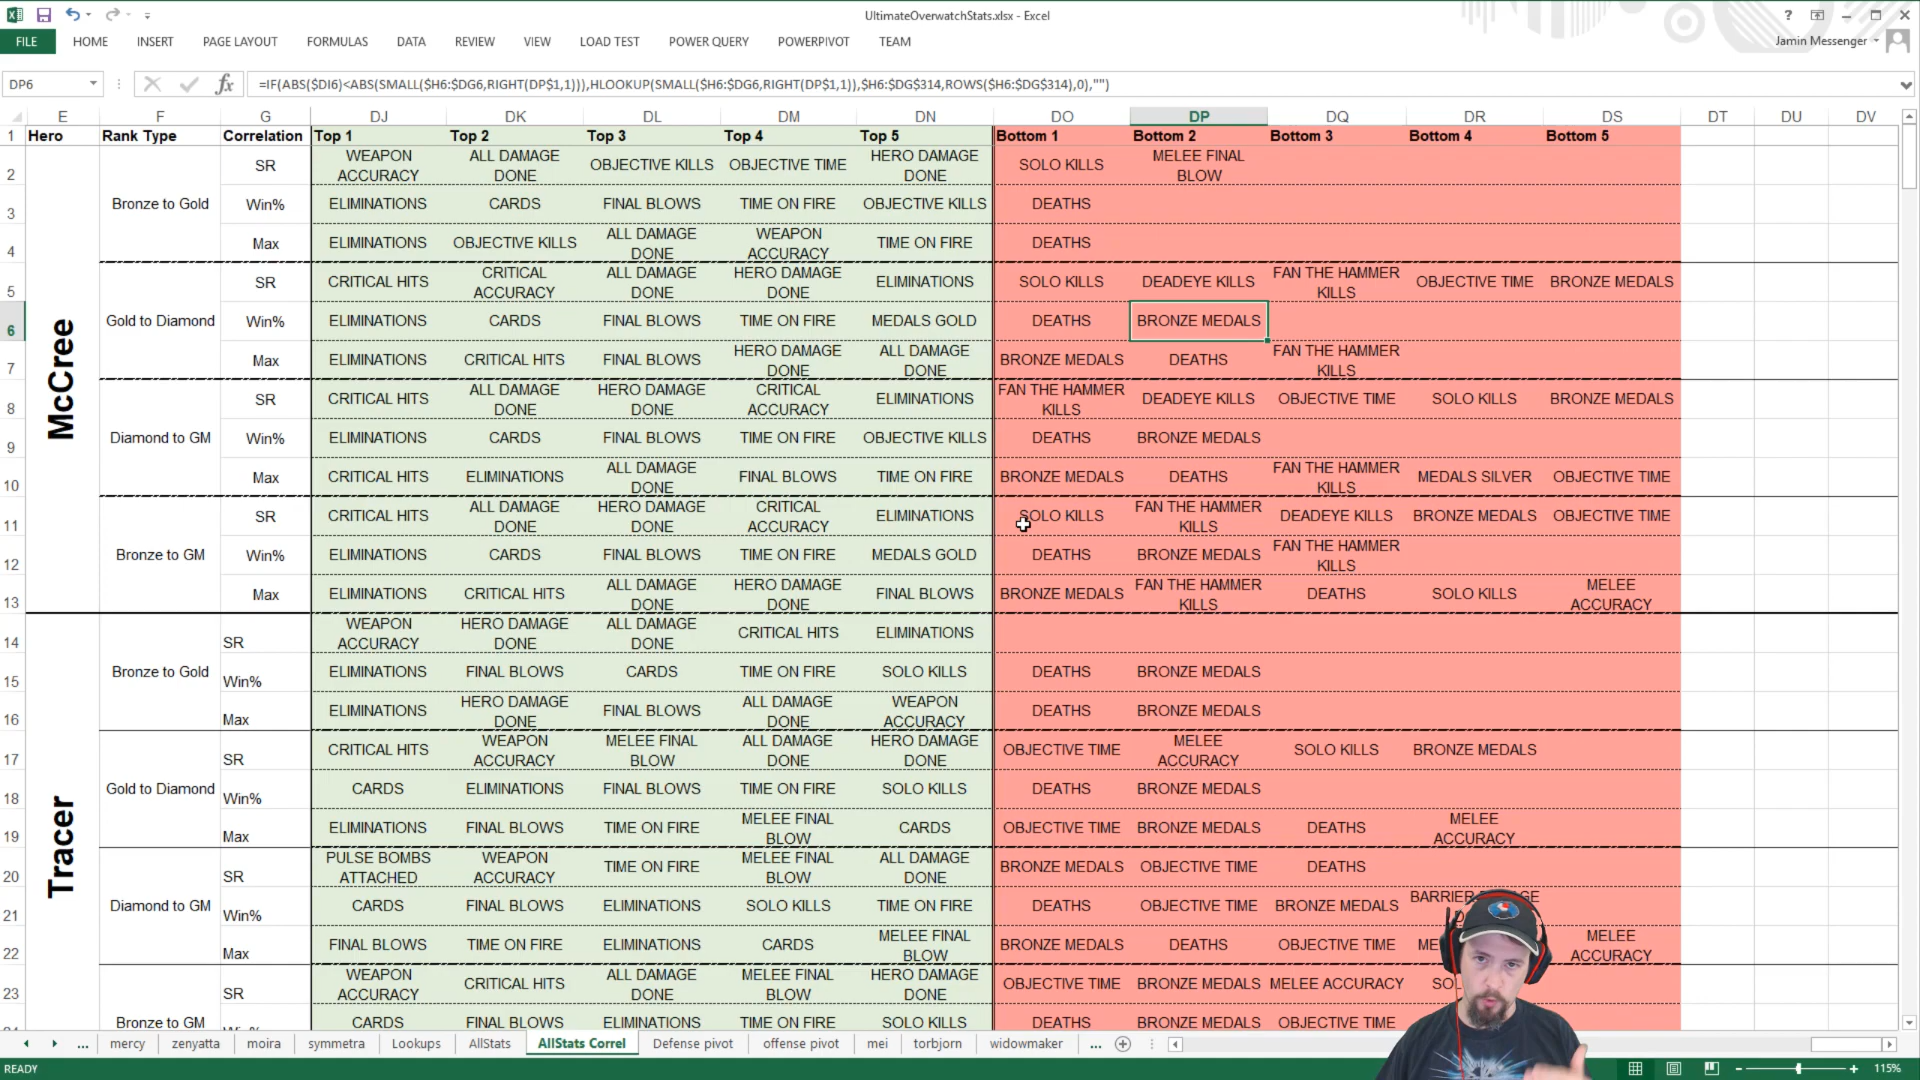 UltimateOverwatchStats.xlsx - Excel
FILE HOME INSERT PAGE LAYOUT FORMULAS DATA REVIEW VIEW LOAD TEST POWER QUERY POWERPIVOT TEAM
Jamin Messenger
DP6 fx =IF(ABS($DI6)<ABS(SMALL($H6:$DG6,RIGHT(DP$1,1))),HLOOKUP(SMALL($H6:$DG6,RIGHT(DP$1,1)),$H6:$DG$314,ROWS($H6:$DG$314),0),"")
E F G DJ DK DL DM DN DO DP DQ DR DS DT DU DV
1 Hero Rank Type Correlation Top 1 Top 2 Top 3 Top 4 Top 5 Bottom 1 Bottom 2 Bottom 3 Bottom 4 Bottom 5
McCree
2 Bronze to Gold SR WEAPON ACCURACY ALL DAMAGE DONE OBJECTIVE KILLS OBJECTIVE TIME HERO DAMAGE DONE SOLO KILLS MELEE FINAL BLOW
3 Win% ELIMINATIONS CARDS FINAL BLOWS TIME ON FIRE OBJECTIVE KILLS DEATHS
4 Max ELIMINATIONS OBJECTIVE KILLS ALL DAMAGE DONE WEAPON ACCURACY TIME ON FIRE DEATHS
5 Gold to Diamond SR CRITICAL HITS CRITICAL ACCURACY ALL DAMAGE DONE HERO DAMAGE DONE ELIMINATIONS SOLO KILLS DEADEYE KILLS FAN THE HAMMER KILLS OBJECTIVE TIME BRONZE MEDALS
6 Win% ELIMINATIONS CARDS FINAL BLOWS TIME ON FIRE MEDALS GOLD DEATHS BRONZE MEDALS
7 Max ELIMINATIONS CRITICAL HITS FINAL BLOWS HERO DAMAGE DONE ALL DAMAGE DONE BRONZE MEDALS DEATHS FAN THE HAMMER KILLS
8 Diamond to GM SR CRITICAL HITS ALL DAMAGE DONE HERO DAMAGE DONE CRITICAL ACCURACY ELIMINATIONS FAN THE HAMMER KILLS DEADEYE KILLS OBJECTIVE TIME SOLO KILLS BRONZE MEDALS
9 Win% ELIMINATIONS CARDS FINAL BLOWS TIME ON FIRE OBJECTIVE KILLS DEATHS BRONZE MEDALS
10 Max CRITICAL HITS ELIMINATIONS ALL DAMAGE DONE FINAL BLOWS TIME ON FIRE BRONZE MEDALS DEATHS FAN THE HAMMER KILLS MEDALS SILVER OBJECTIVE TIME
11 Bronze to GM SR CRITICAL HITS ALL DAMAGE DONE HERO DAMAGE DONE CRITICAL ACCURACY ELIMINATIONS SOLO KILLS FAN THE HAMMER KILLS DEADEYE KILLS BRONZE MEDALS OBJECTIVE TIME
12 Win% ELIMINATIONS CARDS FINAL BLOWS TIME ON FIRE MEDALS GOLD DEATHS BRONZE MEDALS FAN THE HAMMER KILLS
13 Max ELIMINATIONS CRITICAL HITS ALL DAMAGE DONE HERO DAMAGE DONE FINAL BLOWS BRONZE MEDALS FAN THE HAMMER KILLS DEATHS SOLO KILLS MELEE ACCURACY
Tracer
14 Bronze to Gold SR WEAPON ACCURACY HERO DAMAGE DONE ALL DAMAGE DONE CRITICAL HITS ELIMINATIONS
15 Win% ELIMINATIONS FINAL BLOWS CARDS TIME ON FIRE SOLO KILLS DEATHS BRONZE MEDALS
16 Max ELIMINATIONS HERO DAMAGE DONE FINAL BLOWS ALL DAMAGE DONE WEAPON ACCURACY DEATHS BRONZE MEDALS
17 Gold to Diamond SR CRITICAL HITS WEAPON ACCURACY MELEE FINAL BLOW ALL DAMAGE DONE HERO DAMAGE DONE OBJECTIVE TIME MELEE ACCURACY SOLO KILLS BRONZE MEDALS
18 Win% CARDS ELIMINATIONS FINAL BLOWS TIME ON FIRE SOLO KILLS DEATHS BRONZE MEDALS
19 Max ELIMINATIONS FINAL BLOWS TIME ON FIRE MELEE FINAL BLOW CARDS OBJECTIVE TIME BRONZE MEDALS DEATHS MELEE ACCURACY
20 Diamond to GM SR PULSE BOMBS ATTACHED WEAPON ACCURACY TIME ON FIRE MELEE FINAL BLOW ALL DAMAGE DONE BRONZE MEDALS OBJECTIVE TIME DEATHS
21 Win% CARDS FINAL BLOWS ELIMINATIONS SOLO KILLS TIME ON FIRE DEATHS OBJECTIVE TIME BRONZE MEDALS BARRIER
22 Max FINAL BLOWS TIME ON FIRE ELIMINATIONS CARDS MELEE FINAL BLOW BRONZE MEDALS DEATHS OBJECTIVE TIME MELEE ACCURACY
23 Bronze to GM SR WEAPON ACCURACY CRITICAL HITS ALL DAMAGE DONE MELEE FINAL BLOW HERO DAMAGE DONE OBJECTIVE TIME BRONZE MEDALS MELEE ACCURACY
CARDS FINAL BLOWS ELIMINATIONS TIME ON FIRE SOLO KILLS DEATHS BRONZE MEDALS OBJECTIVE TIME
... mercy zenyatta moira symmetra Lookups AllStats AllStats Correl Defense pivot offense pivot mei torbjorn widowmaker ...
READY 115%